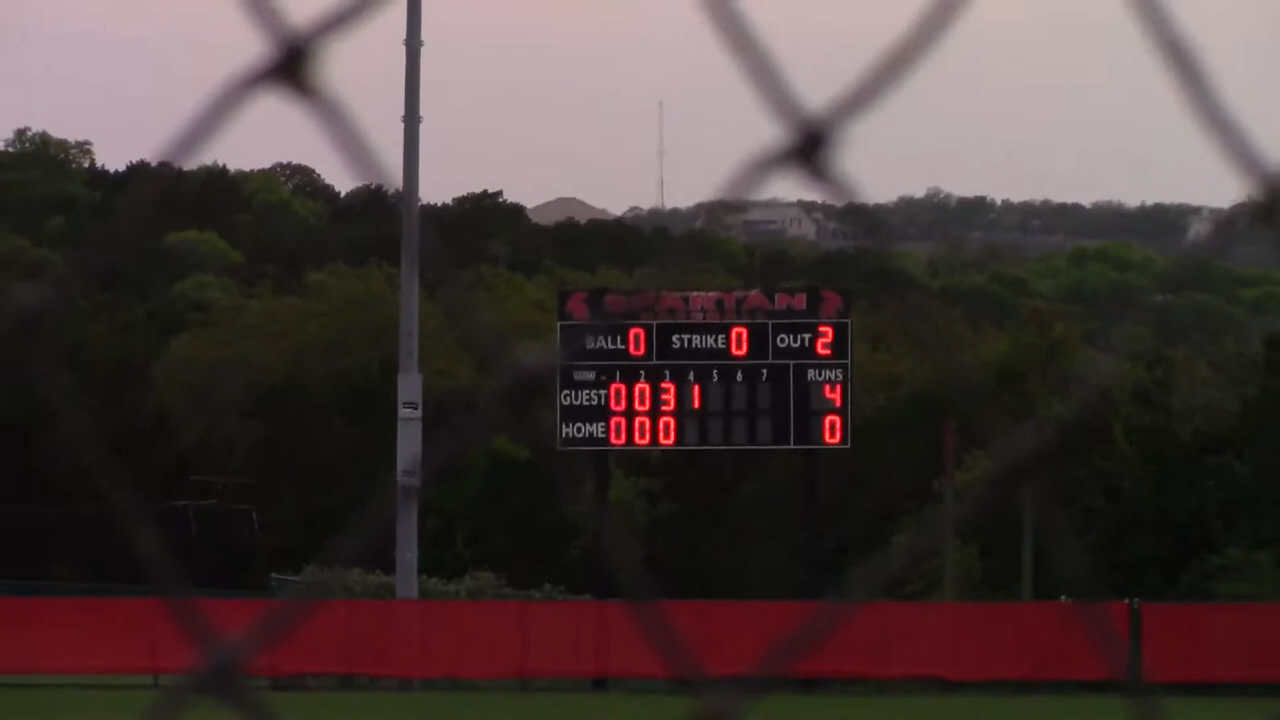 SPARTAN
BALL 0 STRIKE 0 OUT 2
1 2 3 4 5 6 7 RUNS
GUEST 0 0 3 1 4
HOME 0 0 0 0